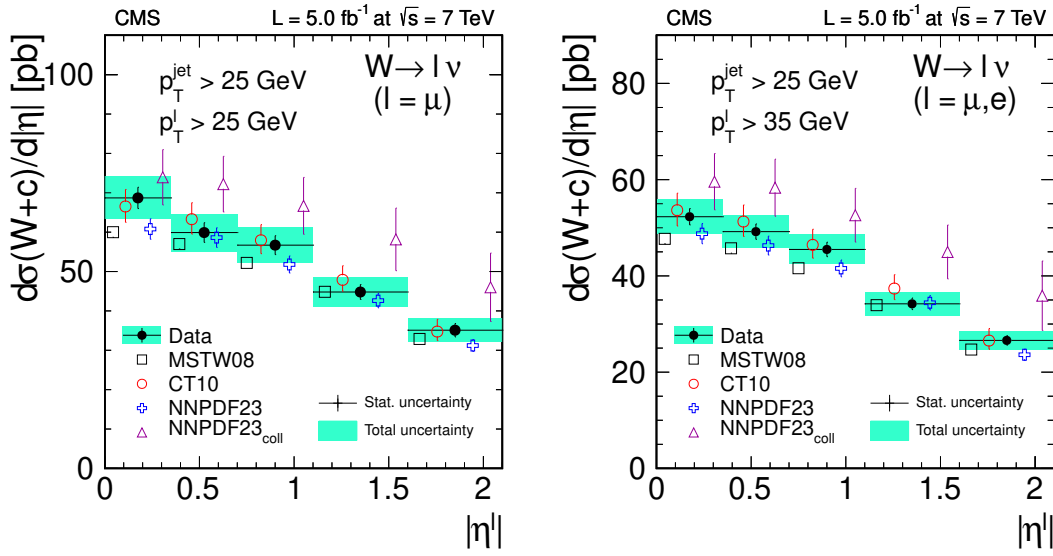 CMS L = 5.0 fb⁻¹ at √s = 7 TeV
dσ(W+c)/d|η| [pb]
100
50
0
p_T^jet > 25 GeV
p_T^l > 25 GeV
W→ l ν
(l = μ)
Data
MSTW08
CT10
NNPDF23
NNPDF23_coll
Stat. uncertainty
Total uncertainty
0 0.5 1 1.5 2
|η^l|
CMS L = 5.0 fb⁻¹ at √s = 7 TeV
dσ(W+c)/d|η| [pb]
80
60
40
20
0
p_T^jet > 25 GeV
p_T^l > 35 GeV
W→ l ν
(l = μ,e)
Data
MSTW08
CT10
NNPDF23
NNPDF23_coll
Stat. uncertainty
Total uncertainty
0 0.5 1 1.5 2
|η^l|